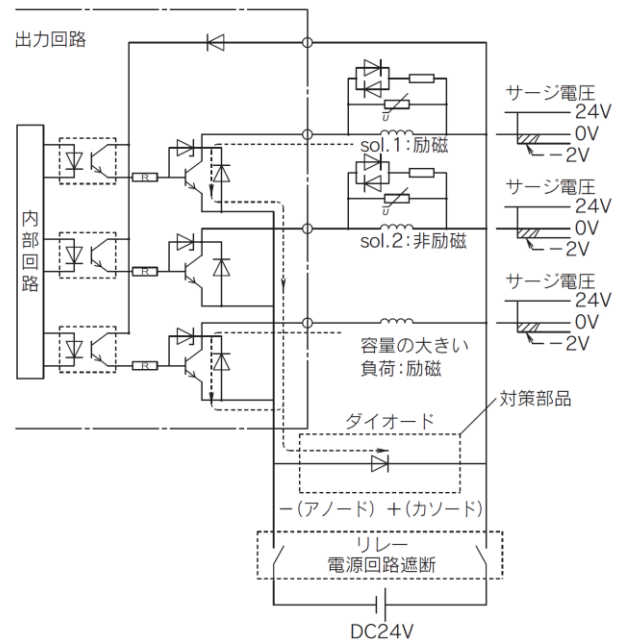 出力回路
サージ電圧
24V
0V
-2V
U
sol.1:励磁
R
内部回路
サージ電圧
24V
0V
-2V
U
sol.2:非励磁
R
サージ電圧
24V
0V
-2V
容量の大きい
負荷:励磁
R
対策部品
ダイオード
-(アノード) +(カソード)
リレー
電源回路遮断
DC24V